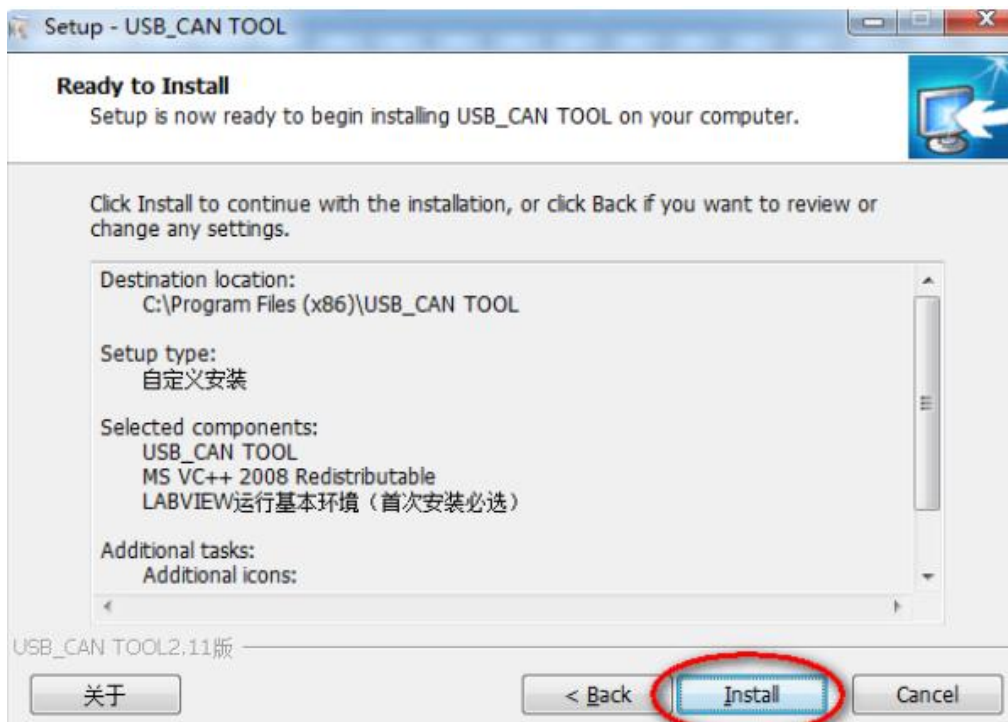 Setup - USB_CAN TOOL
Ready to Install
Setup is now ready to begin installing USB_CAN TOOL on your computer.
Click Install to continue with the installation, or click Back if you want to review or
change any settings.
Destination location:
C:\Program Files (x86)\USB_CAN TOOL
Setup type:
自定义安装
Selected components:
USB_CAN TOOL
MS VC++ 2008 Redistributable
LABVIEW运行基本环境（首次安装必选）
Additional tasks:
Additional icons:
USB_CAN TOOL2.11版
关于
< Back
Install
Cancel